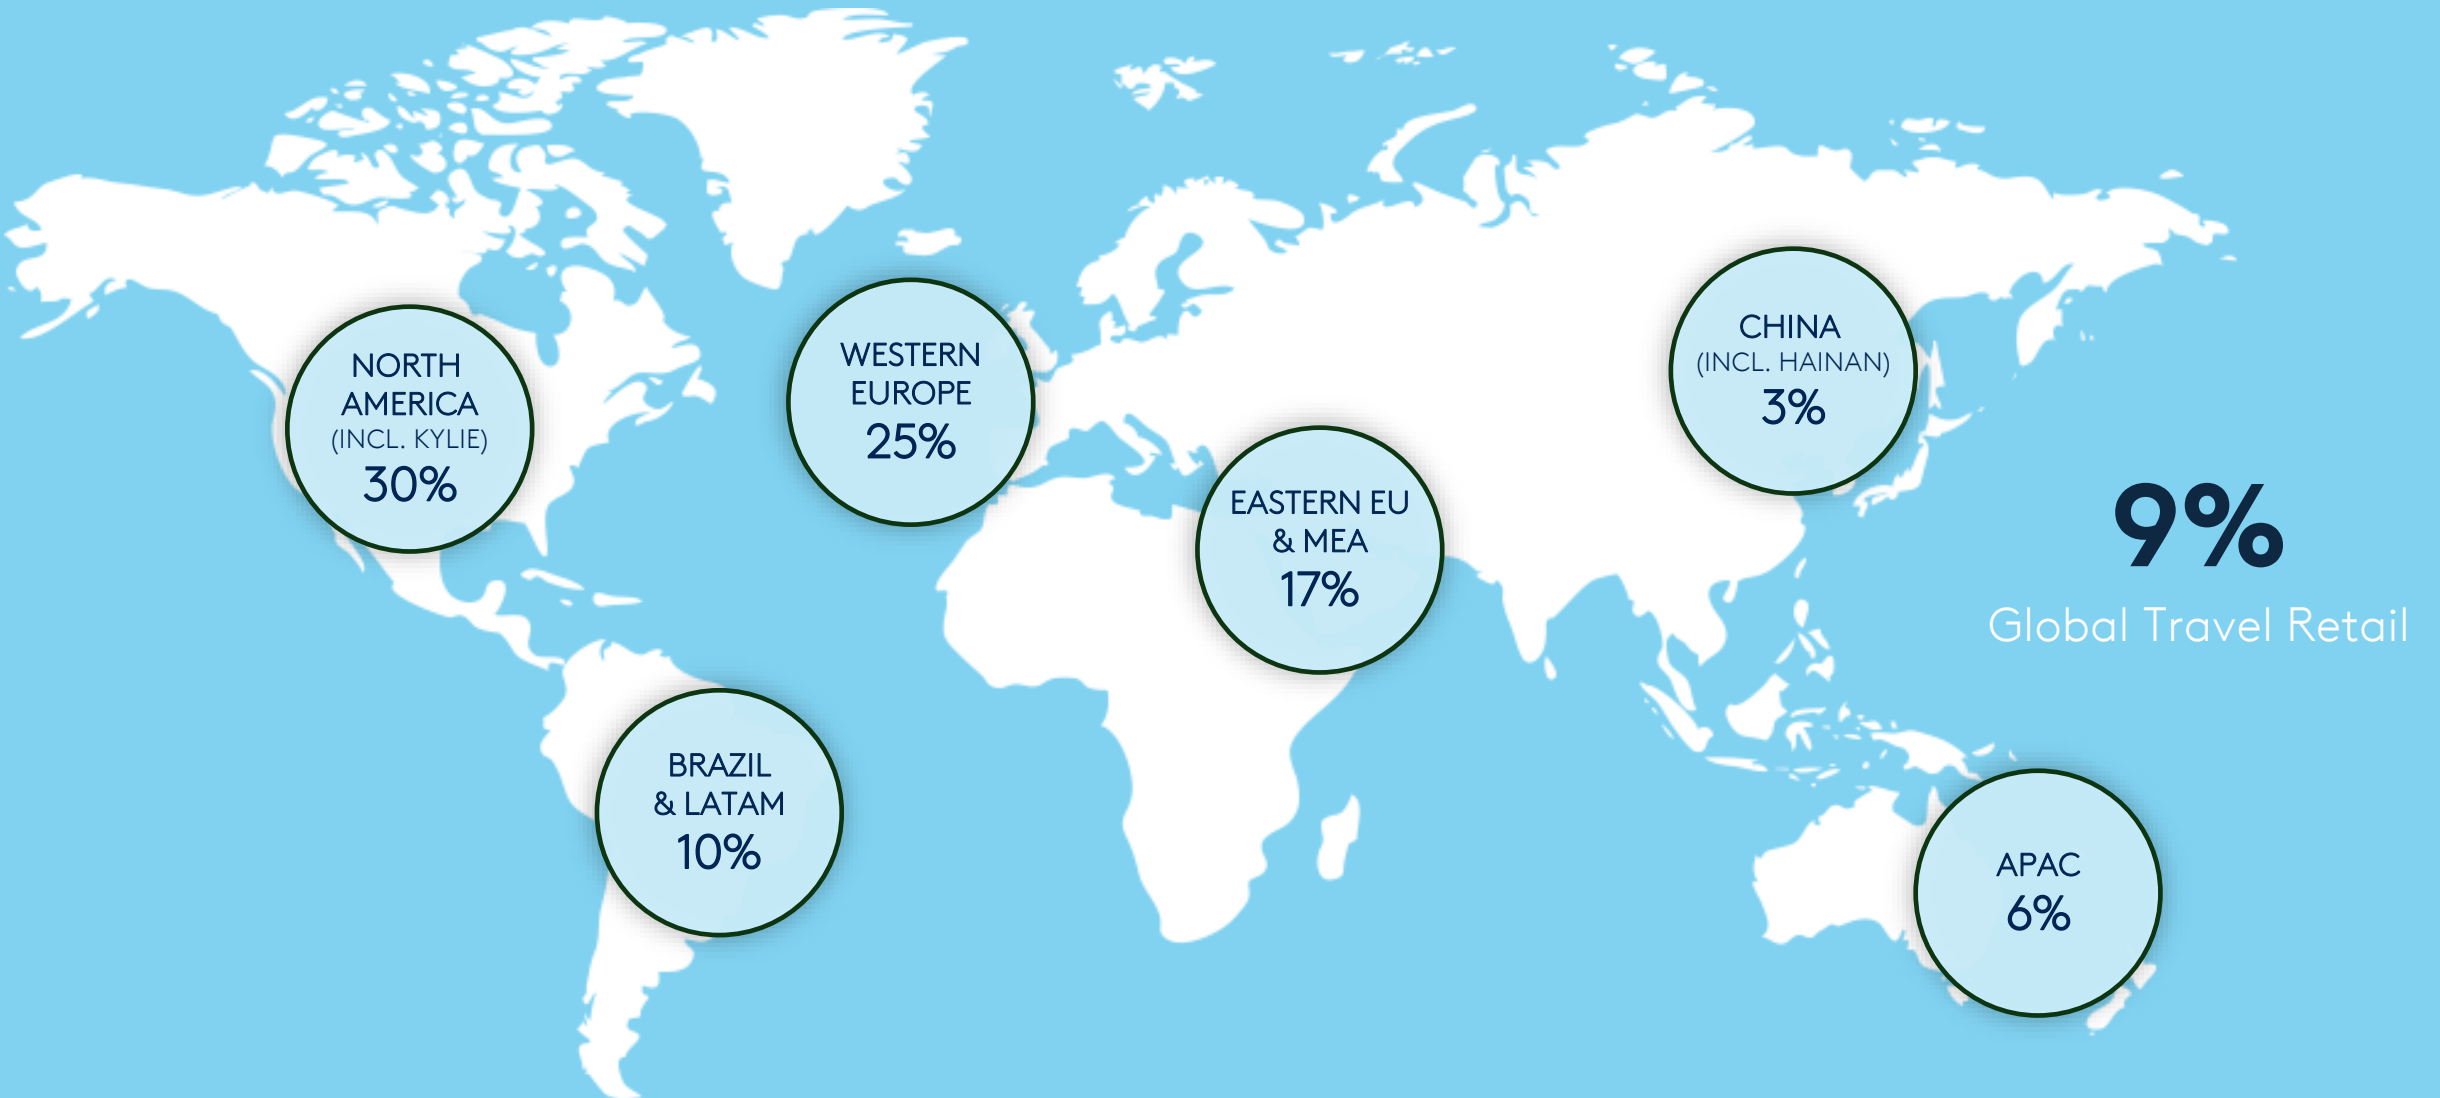 NORTH
AMERICA
(INCL. KYLIE)
30%
WESTERN
EUROPE
25%
EASTERN EU
& MEA
17%
CHINA
(INCL. HAINAN)
3%
9%
Global Travel Retail
BRAZIL
& LATAM
10%
APAC
6%